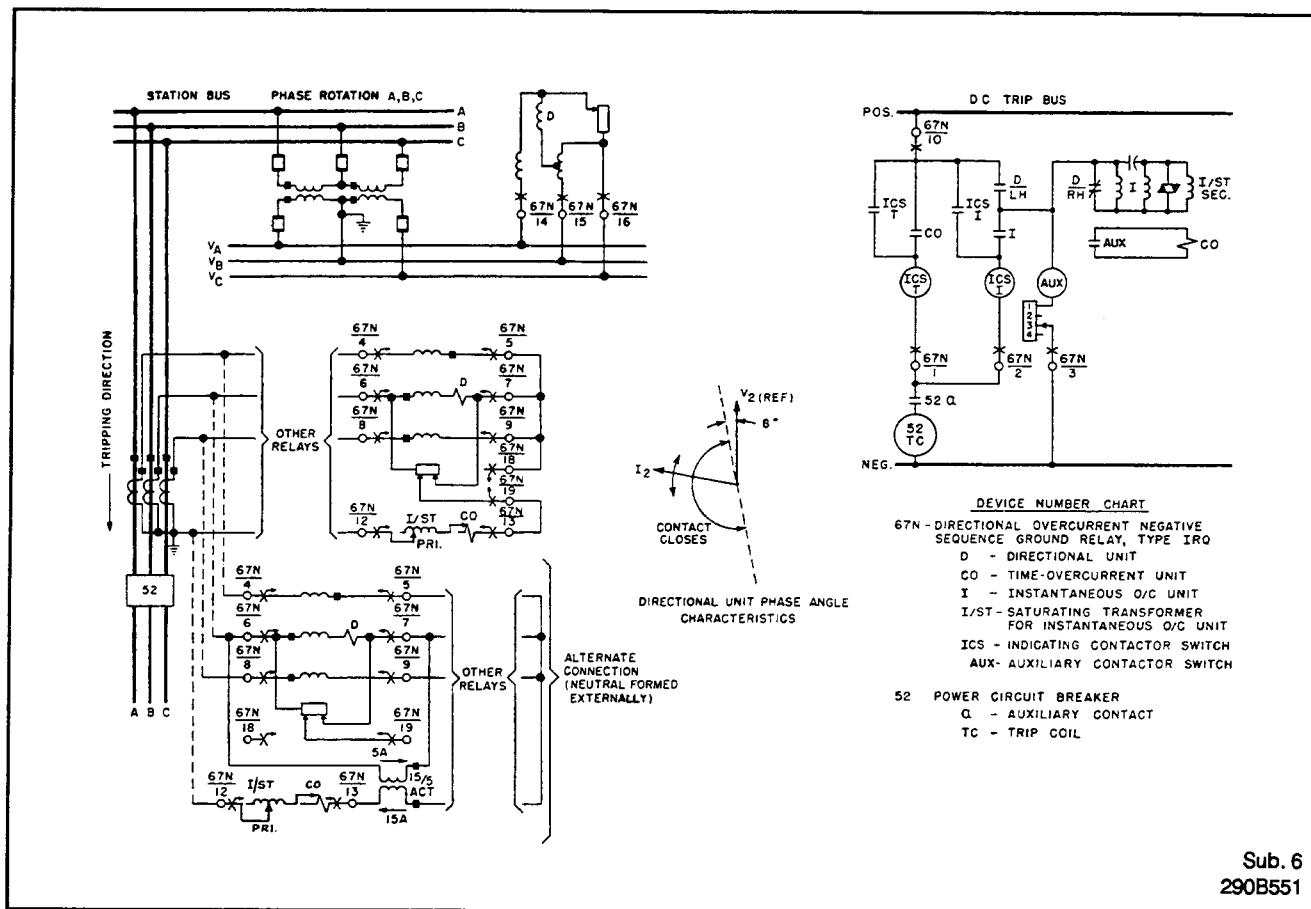 STATION BUS
PHASE ROTATION A,B,C
A
B
C
D
67N
14
67N
15
67N
16
VA
VB
VC
DC TRIP BUS
POS.
67N
10
ICS
T
CO
ICS
I
D
LH
I
D
RH
I
I/ST
SEC.
AUX
CO
ICS
T
ICS
I
AUX
1
2
3
4
67N
1
67N
2
67N
3
52 a
52
TC
NEG.
TRIPPING DIRECTION
OTHER
RELAYS
67N
4
67N
5
67N
6
D
67N
7
67N
8
67N
9
67N
18
67N
19
67N
12
I/ST
CO
67N
13
PRI.
V2 (REF)
8°
I2
CONTACT
CLOSES
DIRECTIONAL UNIT PHASE ANGLE
CHARACTERISTICS
52
A B C
67N
4
67N
5
67N
6
D
67N
7
67N
8
67N
9
67N
18
67N
19
5A
15/5
ACT
15A
67N
12
I/ST
CO
67N
13
PRI.
OTHER
RELAYS
ALTERNATE
CONNECTION
(NEUTRAL FORMED
EXTERNALLY)
DEVICE NUMBER CHART
67N - DIRECTIONAL OVERCURRENT NEGATIVE
SEQUENCE GROUND RELAY, TYPE IRQ
D - DIRECTIONAL UNIT
CO - TIME-OVERCURRENT UNIT
I - INSTANTANEOUS O/C UNIT
I/ST - SATURATING TRANSFORMER
FOR INSTANTANEOUS O/C UNIT
ICS - INDICATING CONTACTOR SWITCH
AUX- AUXILIARY CONTACTOR SWITCH
52 POWER CIRCUIT BREAKER
a - AUXILIARY CONTACT
TC - TRIP COIL
Sub. 6
290B551